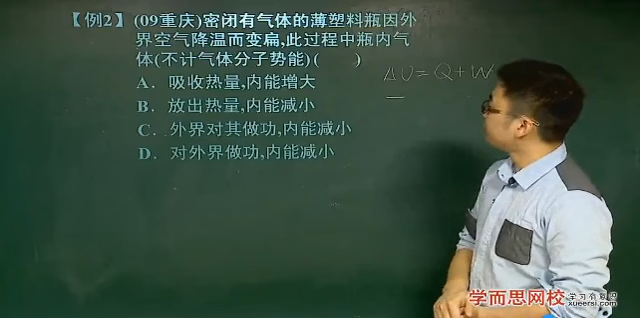 【例2】(09重庆)密闭有气体的薄塑料瓶因外
界空气降温而变扁,此过程中瓶内气
体(不计气体分子势能)( )
A．吸收热量,内能增大
B．放出热量,内能减小
C．外界对其做功,内能减小
D．对外界做功,内能减小
ΔU=Q+W
学而思网校
xueersi.com